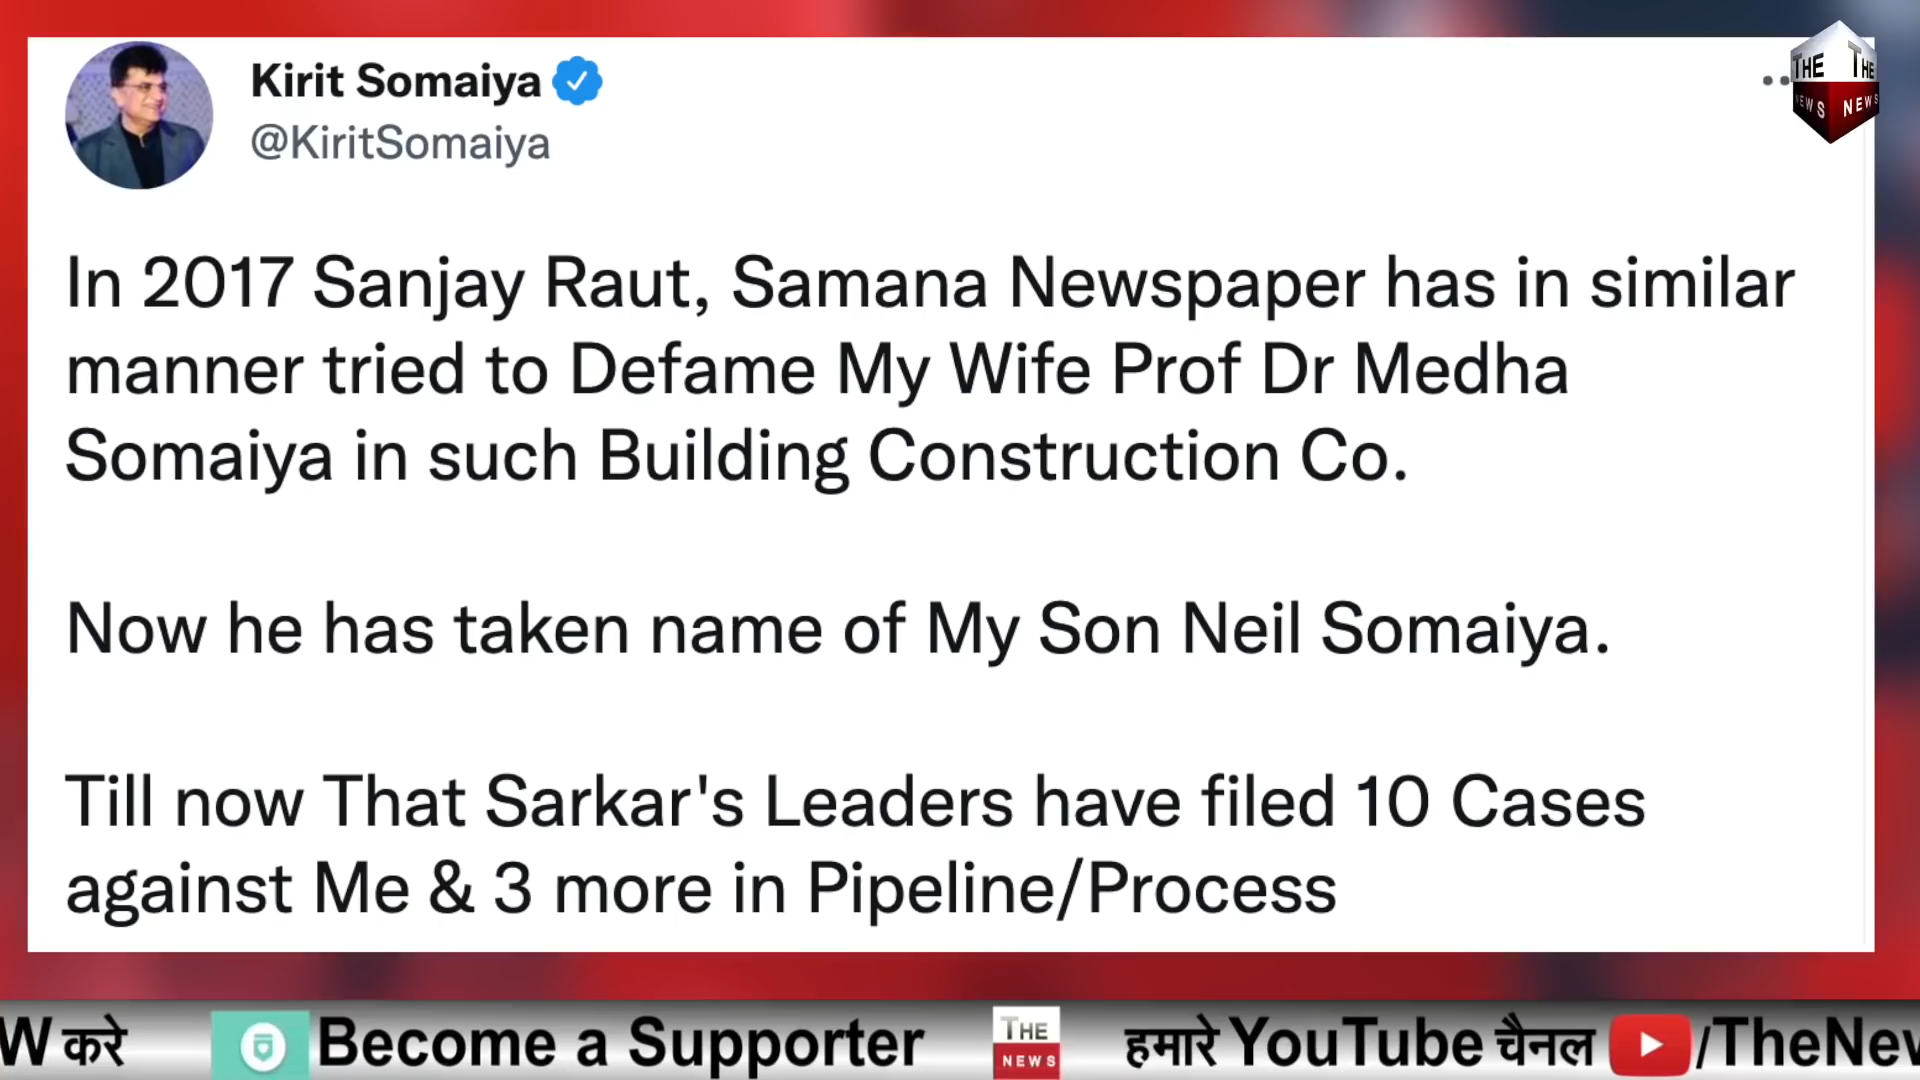 Kirit Somaiya
@KiritSomaiya
THE THE
NEWS NEWS
In 2017 Sanjay Raut, Samana Newspaper has in similar
manner tried to Defame My Wife Prof Dr Medha
Somaiya in such Building Construction Co.
Now he has taken name of My Son Neil Somaiya.
Till now That Sarkar's Leaders have filed 10 Cases
against Me & 3 more in Pipeline/Process
W करे Become a Supporter THE NEWS हमारे YouTube चैनल /TheNew